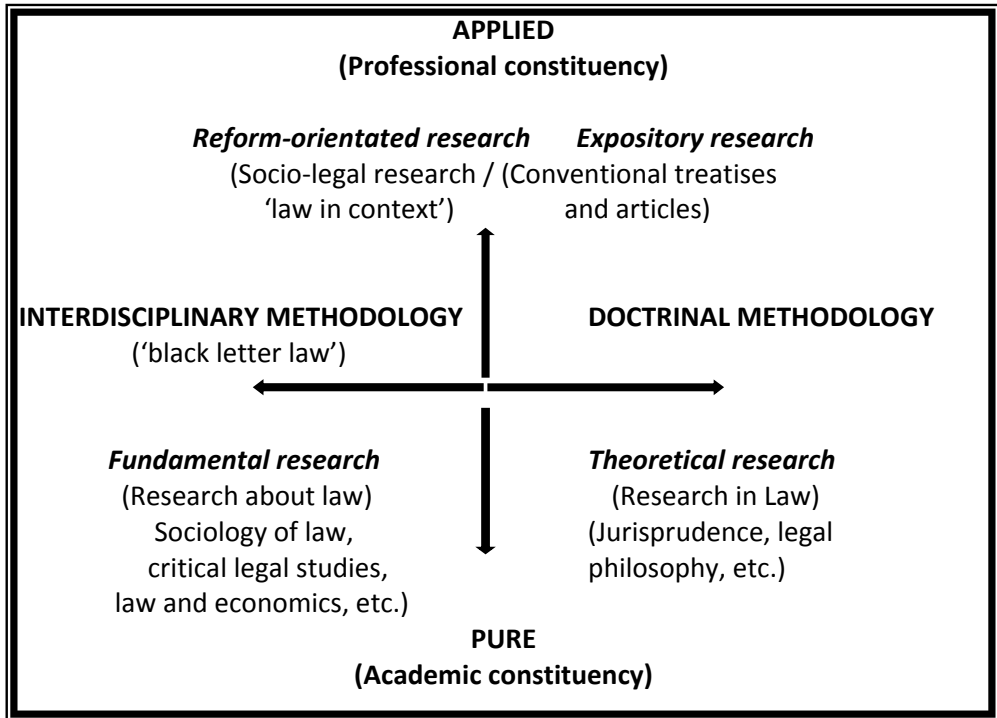 APPLIED
(Professional constituency)
Reform-orientated research Expository research
(Socio-legal research / (Conventional treatises
‘law in context’) and articles)
INTERDISCIPLINARY METHODOLOGY DOCTRINAL METHODOLOGY
(‘black letter law’)
Fundamental research Theoretical research
(Research about law) (Research in Law)
Sociology of law, (Jurisprudence, legal
critical legal studies, philosophy, etc.)
law and economics, etc.)
PURE
(Academic constituency)